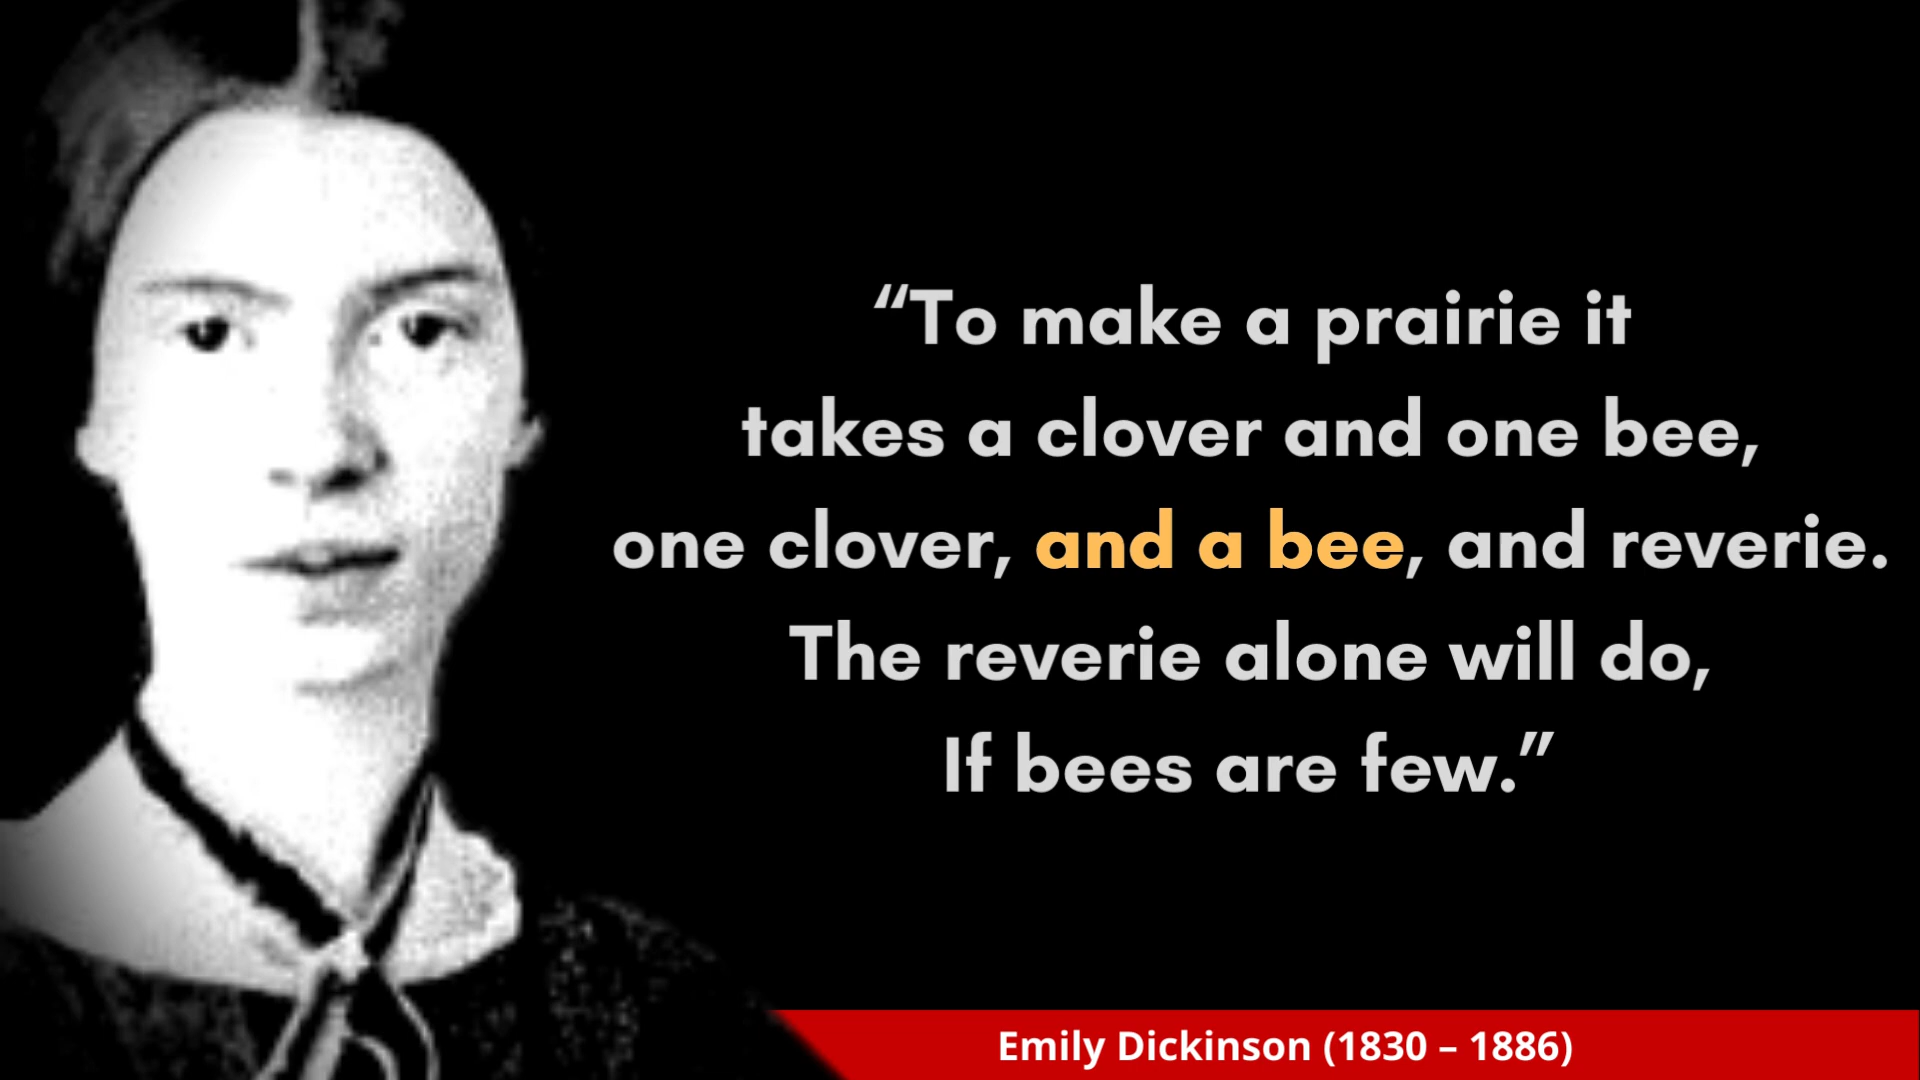 “To make a prairie it
takes a clover and one bee,
one clover, and a bee, and reverie.
The reverie alone will do,
If bees are few.”
Emily Dickinson (1830 – 1886)